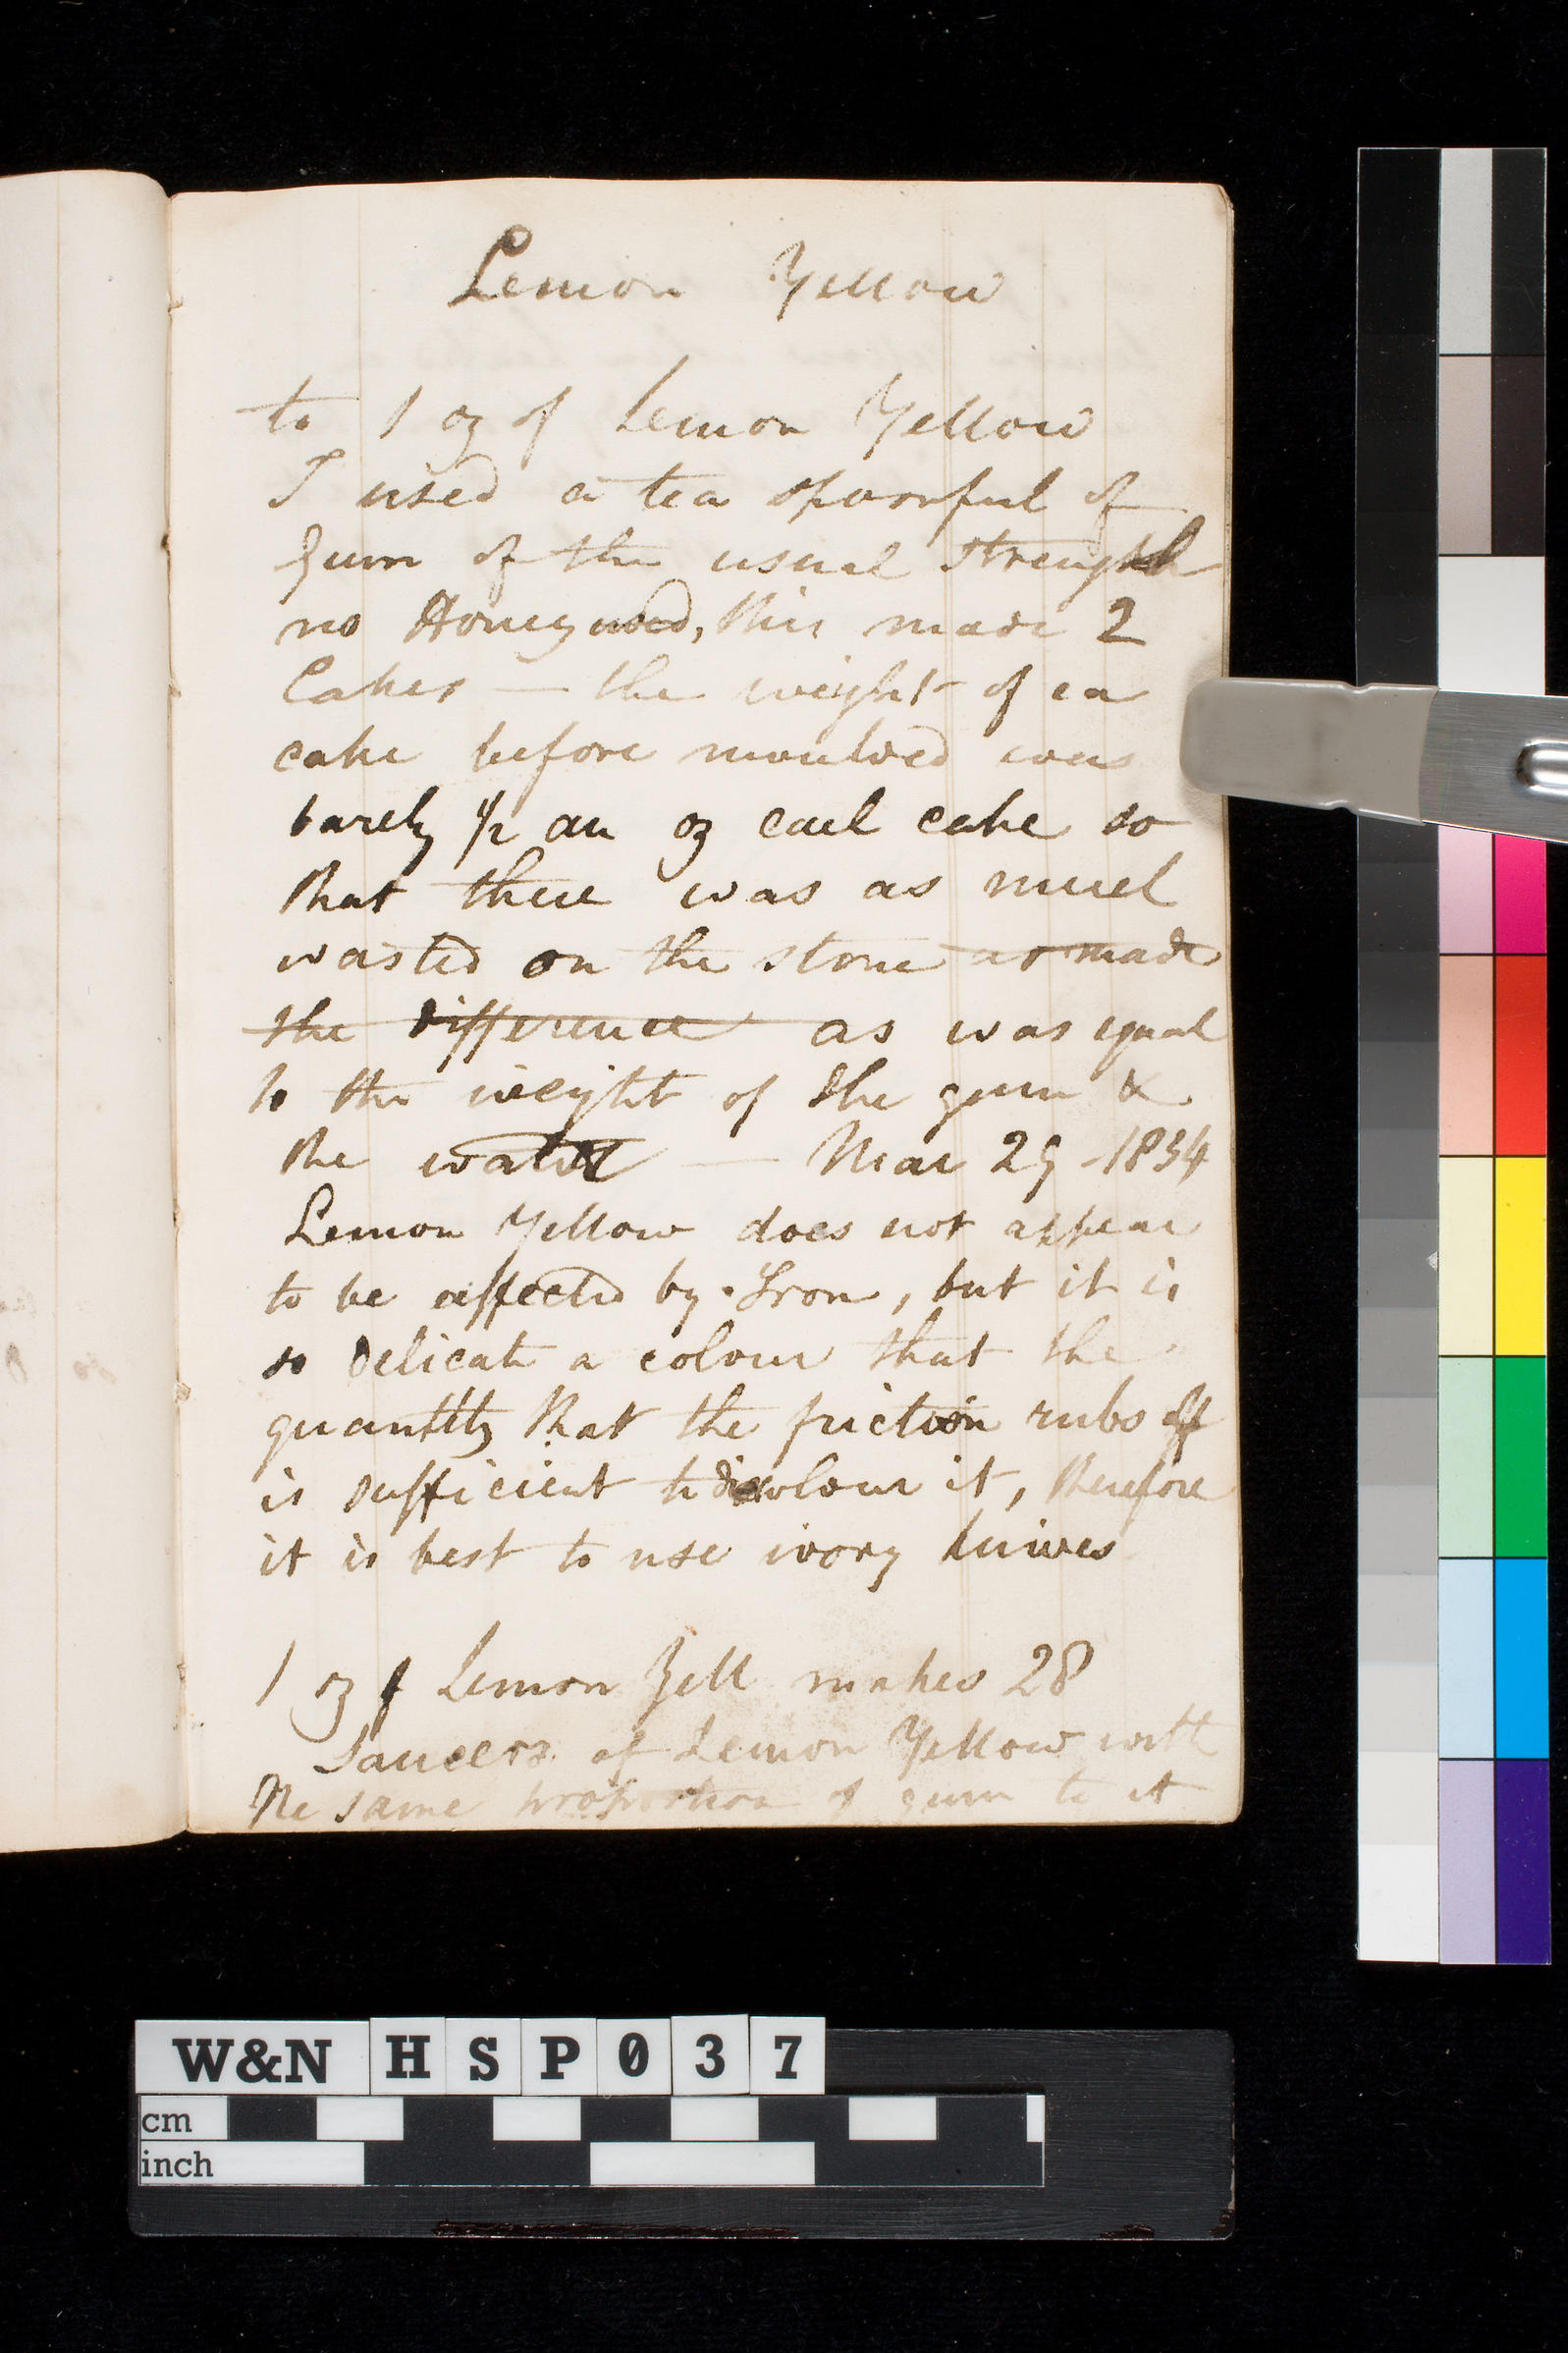 Lemon Yellow
to 1 oz of Lemon Yellow
I used a tea spoonful of
Gum of the usual strength
no Honey used, this made 2
Cakes — the weight of ea
cake before moulded was
barely 1/2 an oz each cake so
that there was as much
wasted on the stone as made
the difference as was equal
to the weight of the gum &
the water — Mar 29 - 1834
Lemon Yellow does not appear
to be affected by Iron, but it is
so delicate a colour that the
quantity that the friction rubs off
is sufficient to discolour it, therefore
it is best to use ivory knives
1 oz of Lemon Yell makes 28
Saucers of Lemon Yellow with
the same proportion of gum to it
W&N HSP037
cm
inch